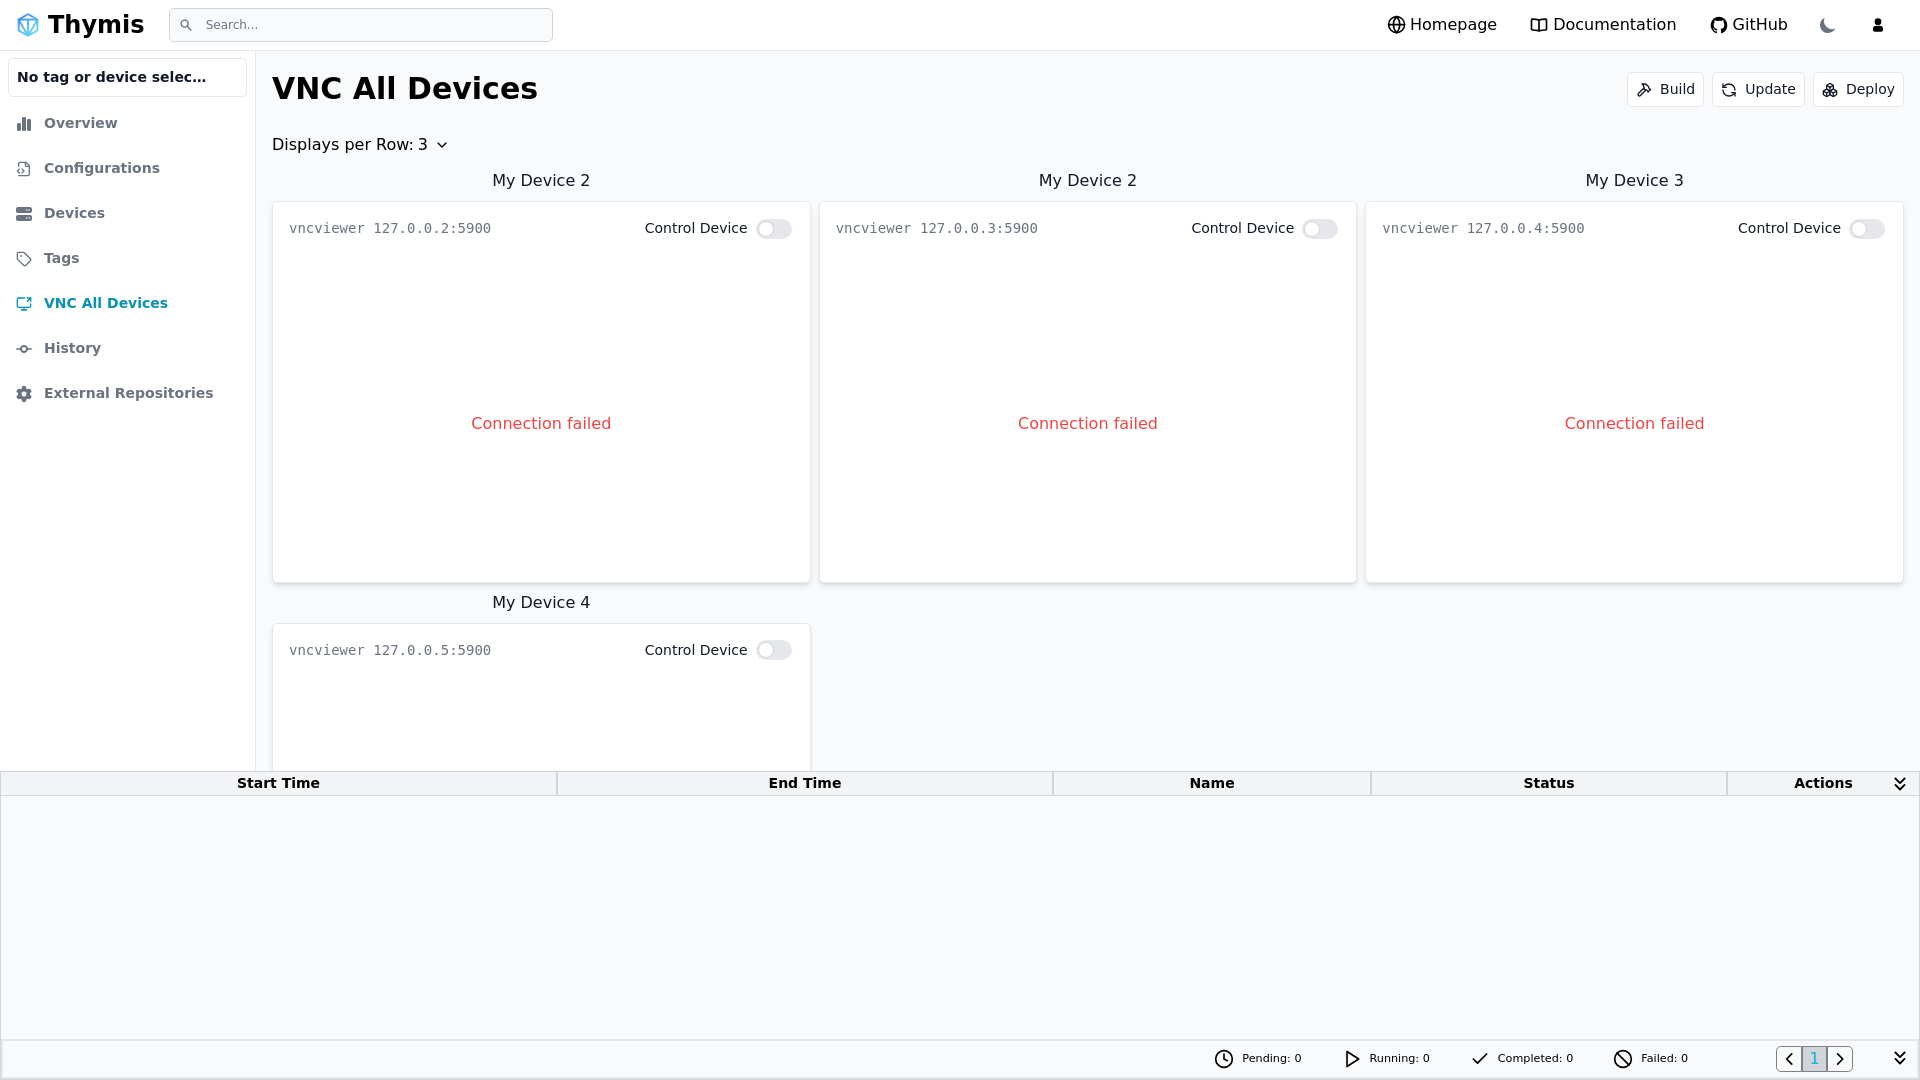 Thymis
Search...
Homepage
Documentation
GitHub
No tag or device selec...
Overview
Configurations
Devices
Tags
VNC All Devices
History
External Repositories
VNC All Devices
Build
Update
Deploy
Displays per Row: 3
My Device 2
vncviewer 127.0.0.2:5900
Control Device
Connection failed
My Device 2
vncviewer 127.0.0.3:5900
Control Device
Connection failed
My Device 3
vncviewer 127.0.0.4:5900
Control Device
Connection failed
My Device 4
vncviewer 127.0.0.5:5900
Control Device
Start Time
End Time
Name
Status
Actions
Pending: 0
Running: 0
Completed: 0
Failed: 0
1